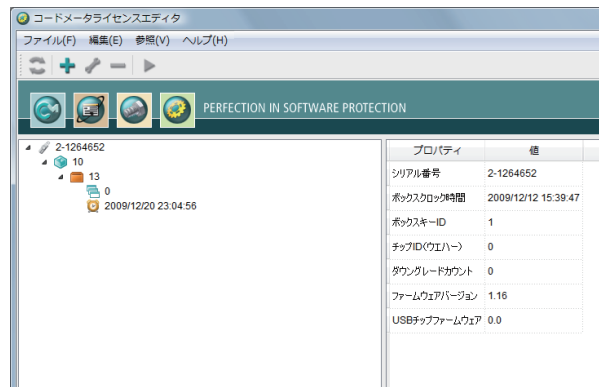 コードメータライセンスエディタ
ファイル(F) 編集(E) 参照(V) ヘルプ(H)
PERFECTION IN SOFTWARE PROTECTION
2-1264652
10
13
0
2009/12/20 23:04:56
プロパティ 値
シリアル番号 2-1264652
ボックスクロック時間 2009/12/12 15:39:47
ボックスキーID 1
チップID(ウエハー) 0
ダウングレードカウント 0
ファームウェアバージョン 1.16
USBチップファームウェア 0.0